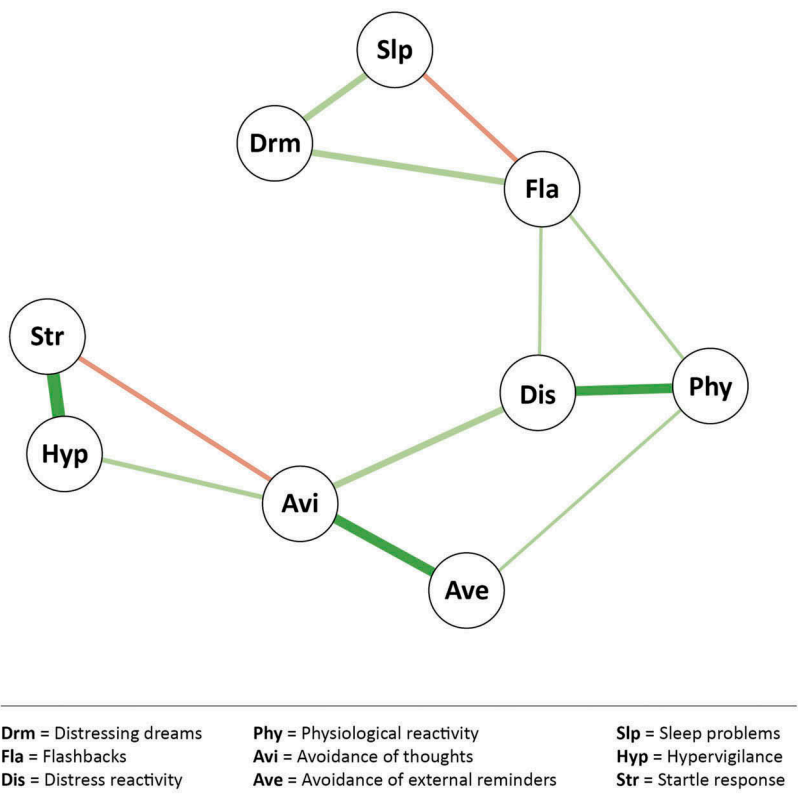 Slp
Drm
Fla
Str
Dis
Phy
Hyp
Avi
Ave
Drm = Distressing dreams
Fla = Flashbacks
Dis = Distress reactivity
Phy = Physiological reactivity
Avi = Avoidance of thoughts
Ave = Avoidance of external reminders
Slp = Sleep problems
Hyp = Hypervigilance
Str = Startle response